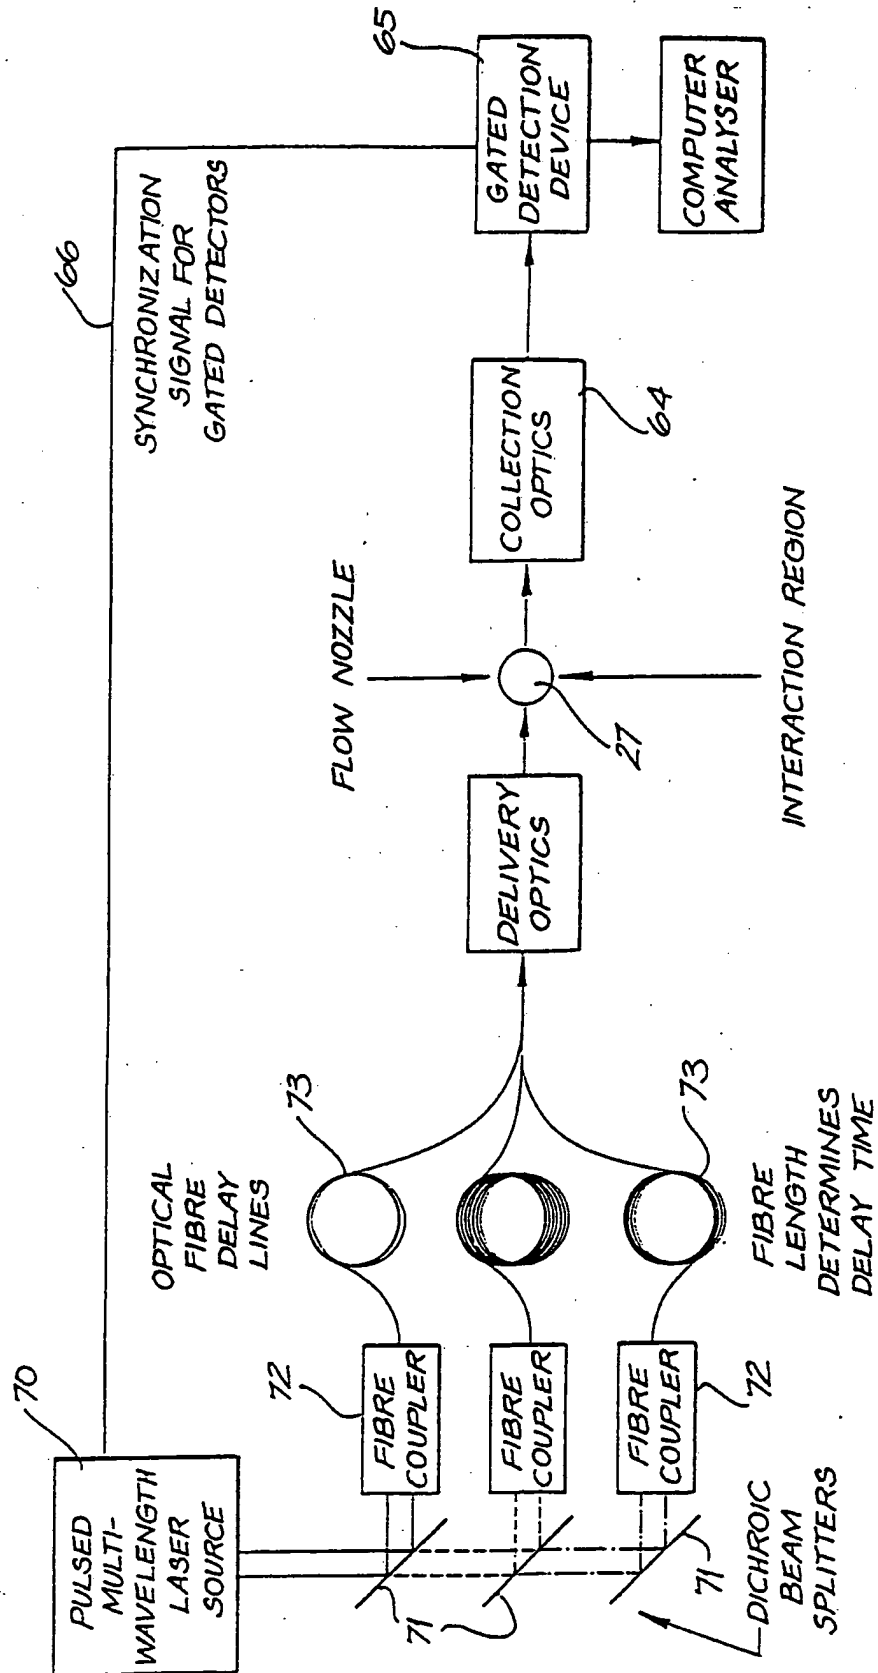 70
PULSED
MULTI-
WAVELENGTH
LASER
SOURCE
66
SYNCHRONIZATION
SIGNAL FOR
GATED DETECTORS
65
GATED
DETECTION
DEVICE
COMPUTER
ANALYSER
72
FIBRE
COUPLER
FIBRE
COUPLER
FIBRE
COUPLER
72
71
71
DICHROIC
BEAM
SPLITTERS
OPTICAL
FIBRE
DELAY
LINES
73
73
FIBRE
LENGTH
DETERMINES
DELAY TIME
DELIVERY
OPTICS
FLOW NOZZLE
27
INTERACTION REGION
COLLECTION
OPTICS
64